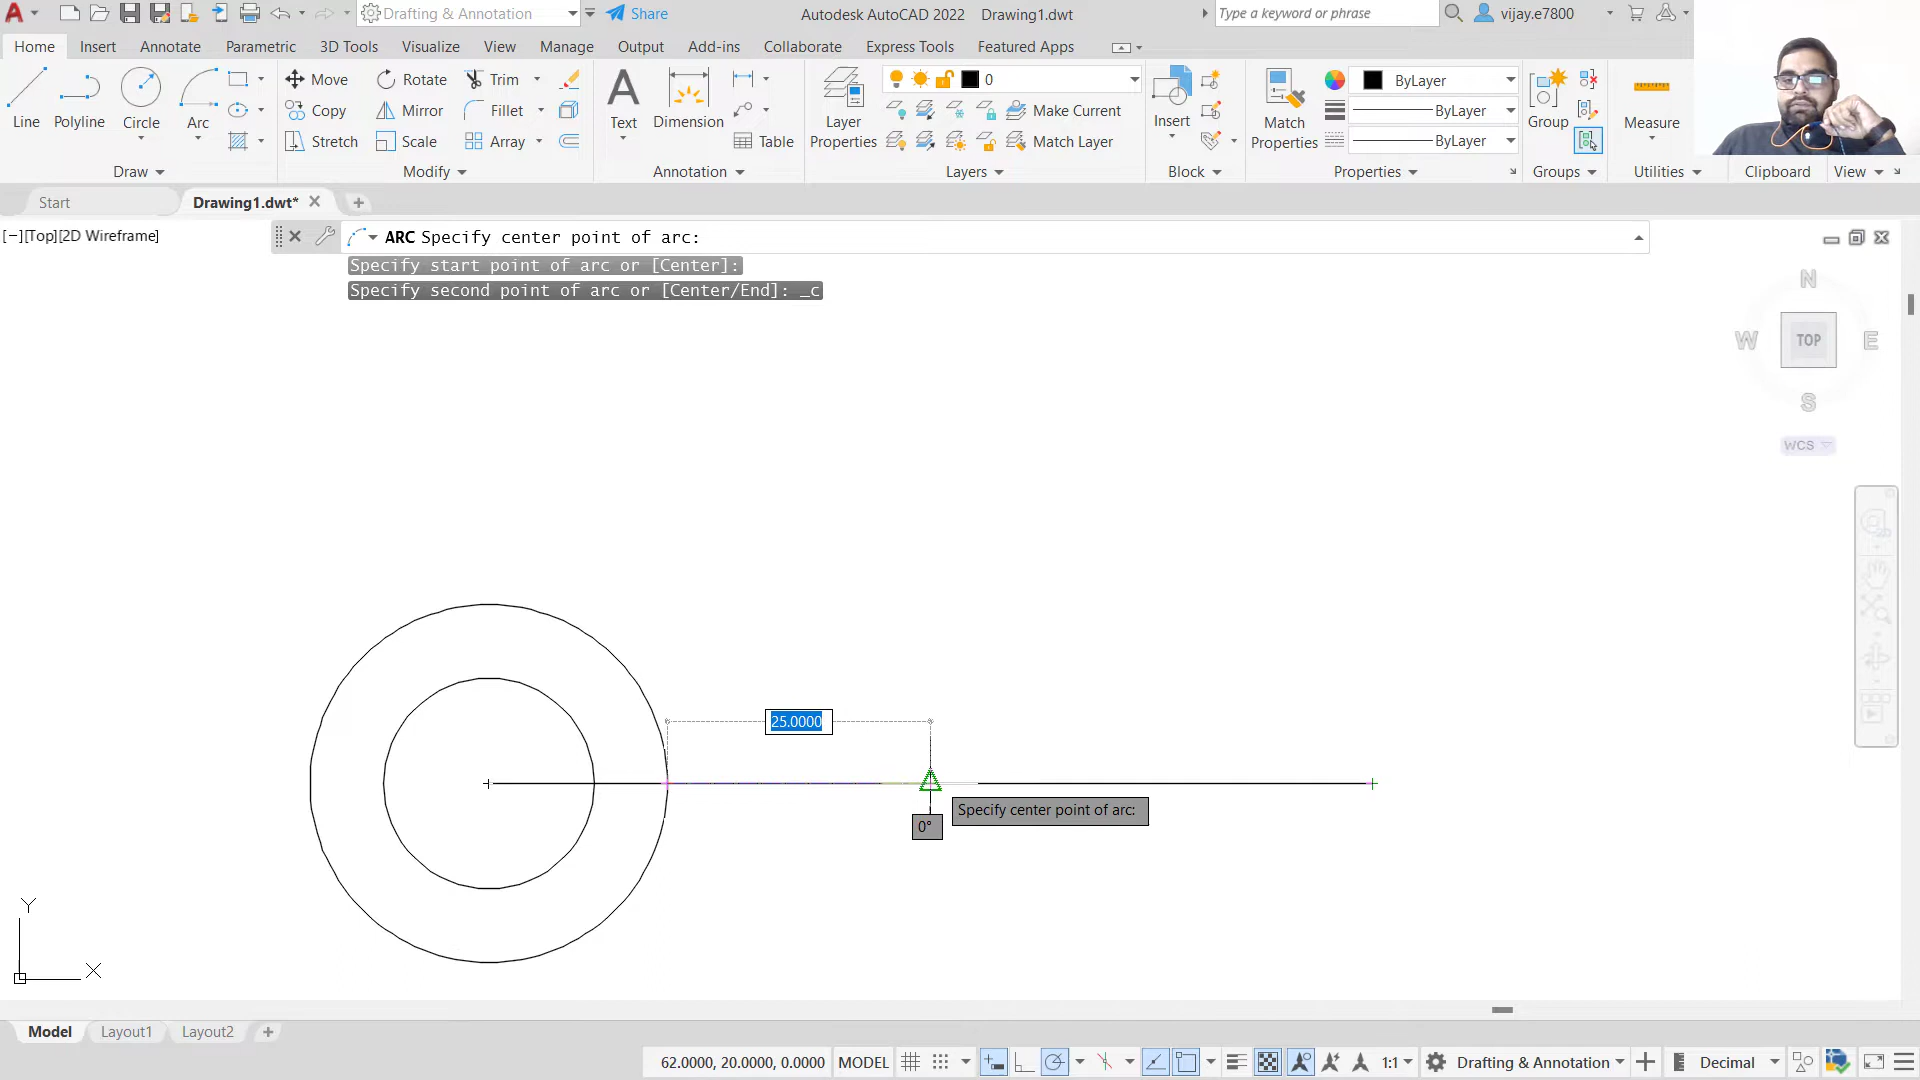 Drafting & Annotation
Share
Autodesk AutoCAD 2022 Drawing1.dwt
Type a keyword or phrase
vijay.e7800
Home Insert Annotate Parametric 3D Tools Visualize View Manage Output Add-ins Collaborate Express Tools Featured Apps
Line
Polyline
Circle
Arc
Move
Rotate
Trim
Copy
Mirror
Fillet
Stretch
Scale
Array
Text
Dimension
Table
Layer
Properties
0
Make Current
Match Layer
Insert
Match
Properties
ByLayer
ByLayer
ByLayer
Group
Measure
Draw
Modify
Annotation
Layers
Block
Properties
Groups
Utilities
Clipboard
View
Start
Drawing1.dwt*
[−][Top][2D Wireframe]
ARC Specify center point of arc:
Specify start point of arc or [Center]:
Specify second point of arc or [Center/End]: _c
N
W
TOP
E
S
WCS
25.0000
Specify center point of arc:
0°
Y
X
Model
Layout1
Layout2
62.0000, 20.0000, 0.0000
MODEL
1:1
Drafting & Annotation
Decimal